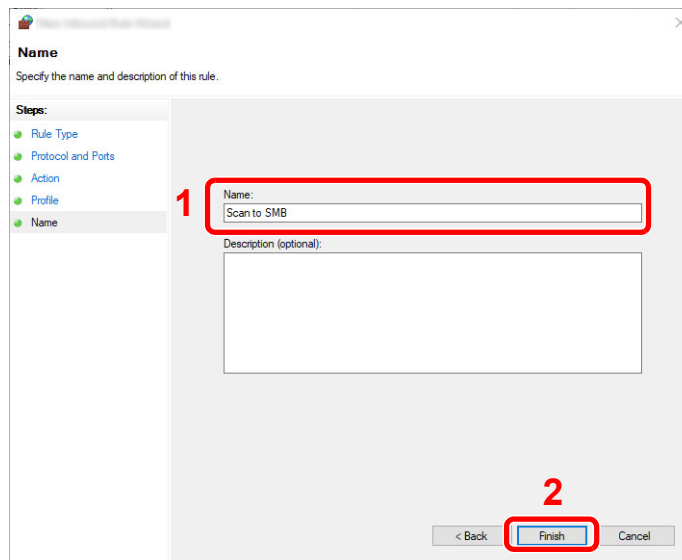 Name
Specify the name and description of this rule.
Steps:
Rule Type
Protocol and Ports
Action
Profile
Name
1
Name:
Scan to SMB
Description (optional):
2
< Back
Finish
Cancel